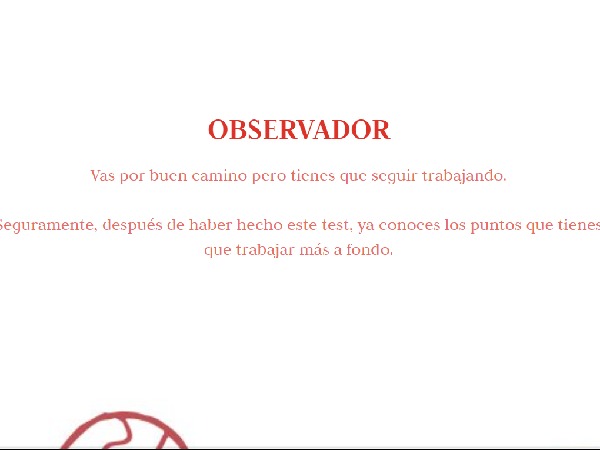 OBSERVADOR
Vas por buen camino pero tienes que seguir trabajando.
Seguramente, después de haber hecho este test, ya conoces los puntos que tienes
que trabajar más a fondo.